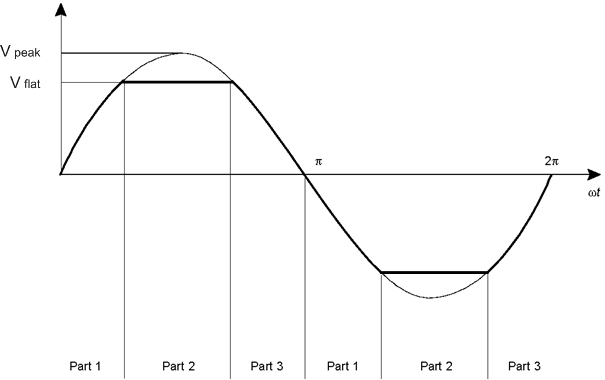 V peak
V flat
π
2π
ωt
Part 1
Part 2
Part 3
Part 1
Part 2
Part 3